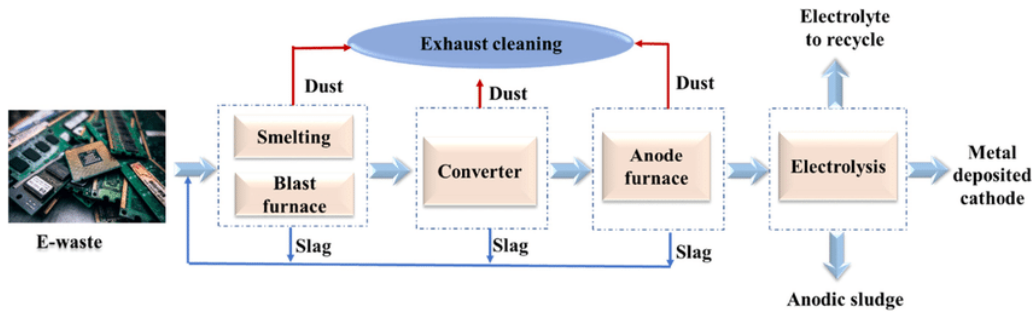 Electrolyte
to recycle
Exhaust cleaning
Dust
Dust
Dust
Smelting
Blast
furnace
Converter
Anode
furnace
Electrolysis
Metal
deposited
cathode
E-waste
Slag
Slag
Slag
Anodic sludge